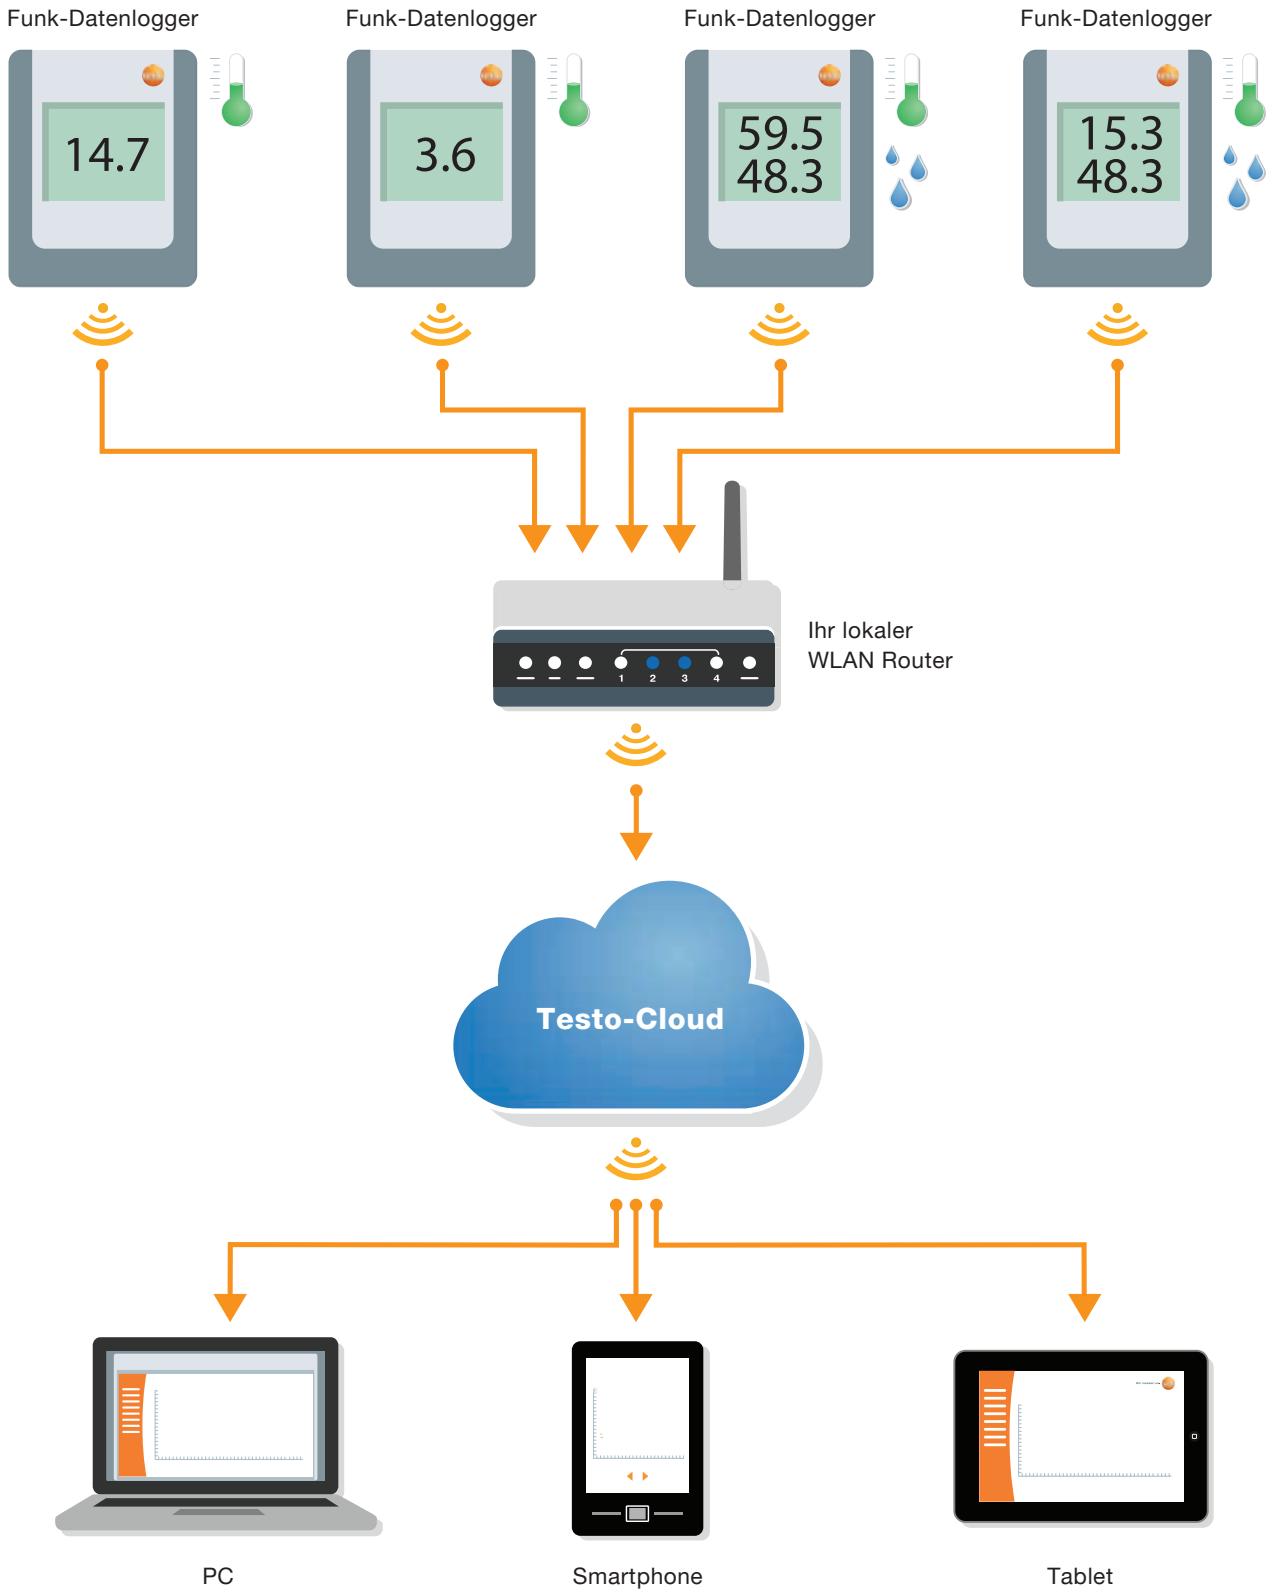 Funk-Datenlogger
Funk-Datenlogger
Funk-Datenlogger
Funk-Datenlogger
14.7
3.6
59.5
48.3
15.3
48.3
Ihr lokaler
WLAN Router
1 2 3 4
Testo-Cloud
PC
Smartphone
Tablet